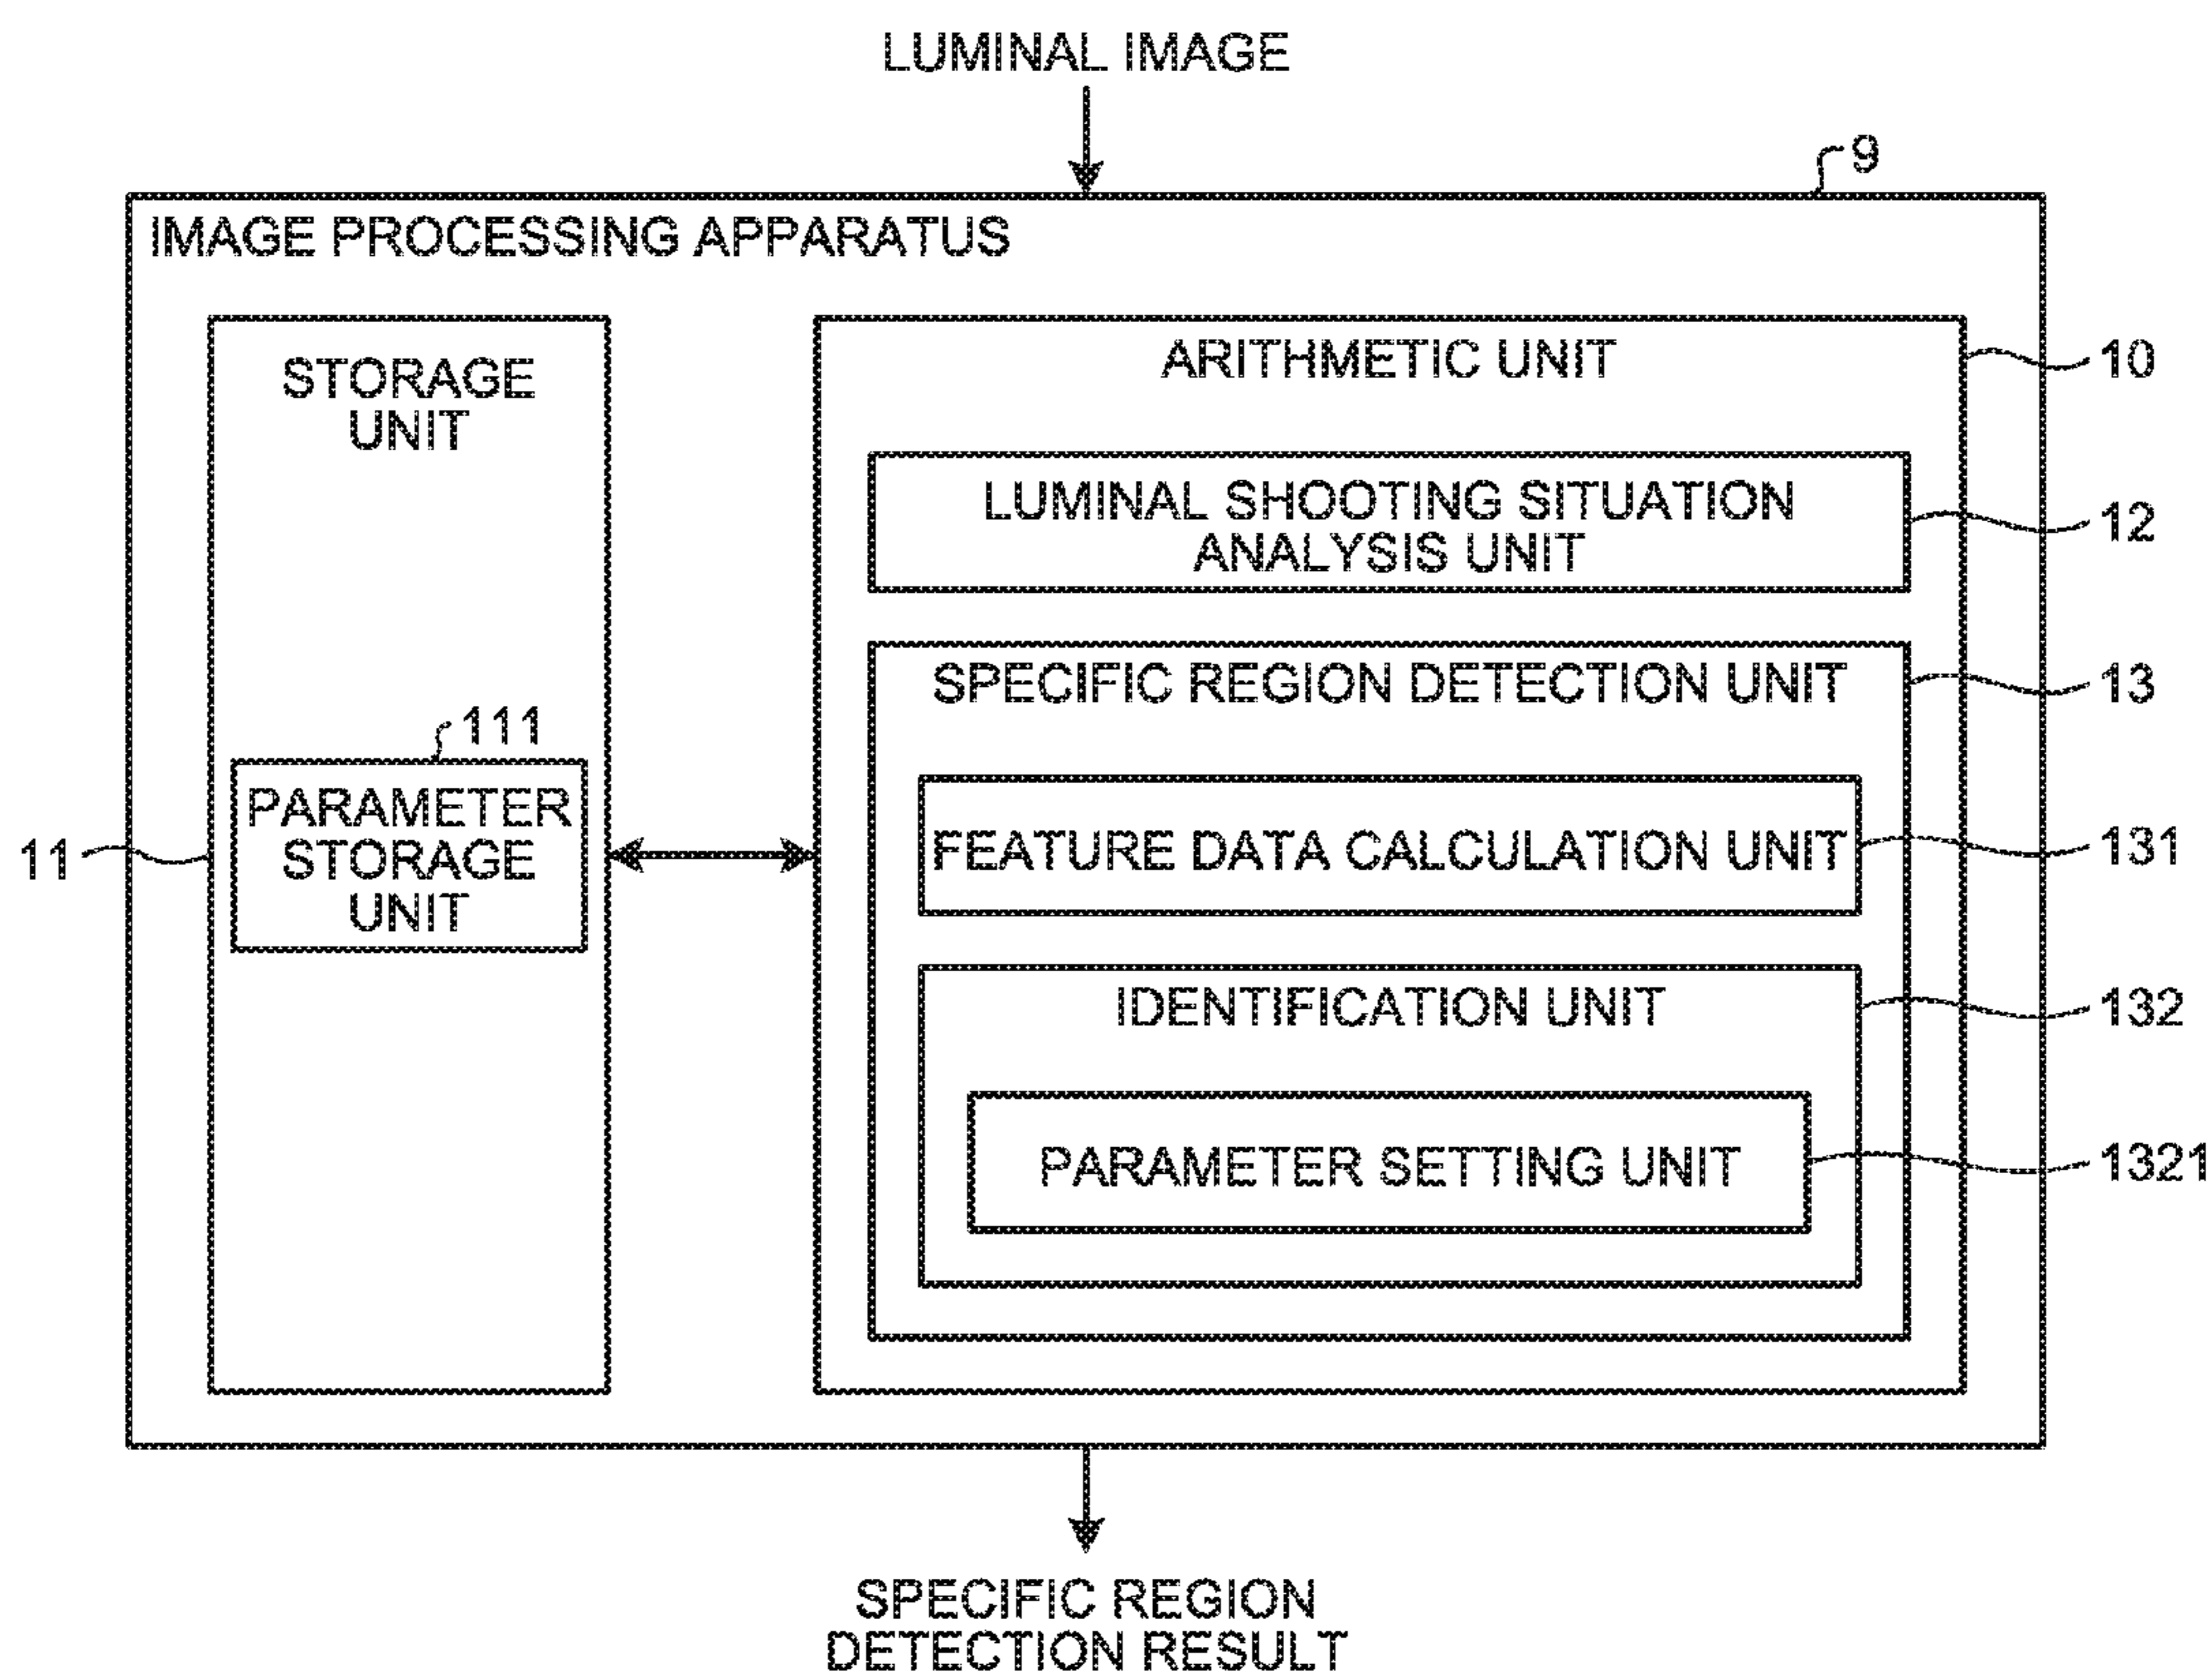 LUMINAL IMAGE
9
IMAGE PROCESSING APPARATUS
STORAGE
UNIT
111
PARAMETER
STORAGE
UNIT
11
ARITHMETIC UNIT
10
LUMINAL SHOOTING SITUATION
ANALYSIS UNIT
12
SPECIFIC REGION DETECTION UNIT
13
FEATURE DATA CALCULATION UNIT
131
IDENTIFICATION UNIT
132
PARAMETER SETTING UNIT
1321
SPECIFIC REGION
DETECTION RESULT